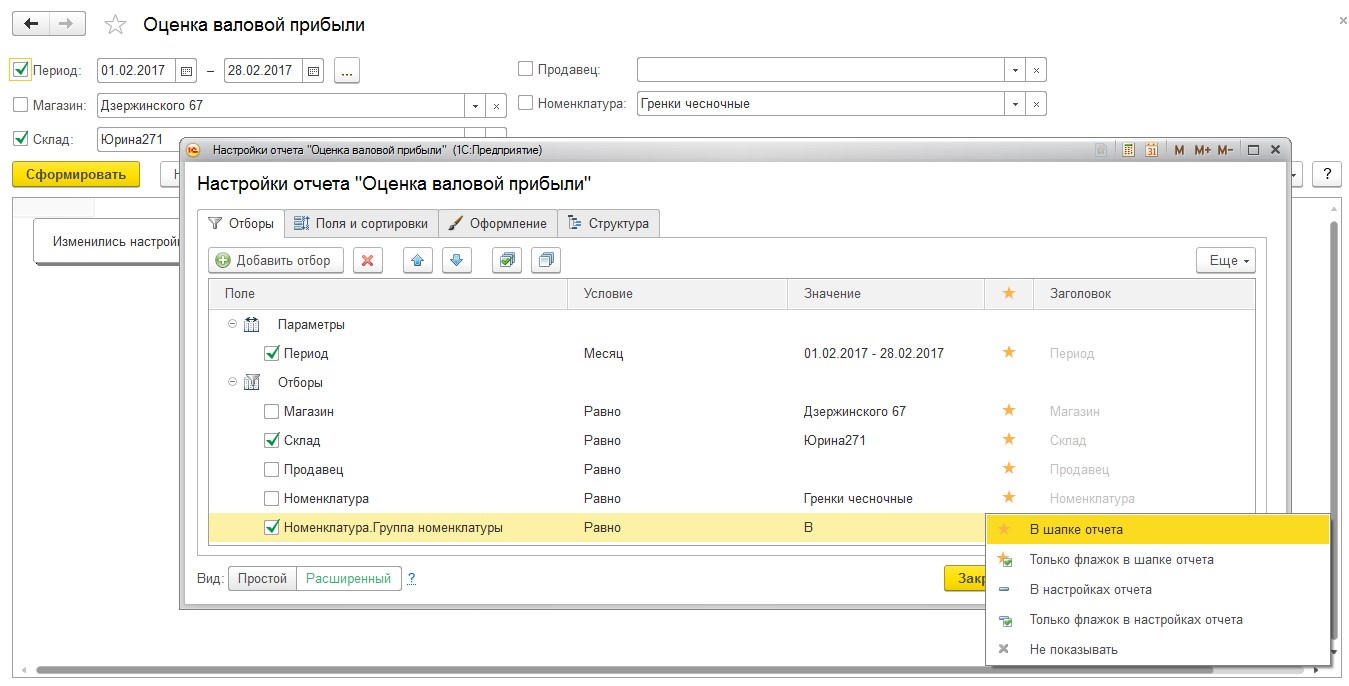 Оценка валовой прибыли
Период: 01.02.2017 – 28.02.2017 ... Продавец:
Магазин: Дзержинского 67 Номенклатура: Гренки чесночные
Склад: Юрина271
Настройки отчета "Оценка валовой прибыли" (1С:Предприятие) M M+ M-
Сформировать ?
Настройки отчета "Оценка валовой прибыли"
Отборы Поля и сортировки Оформление Структура
Изменились
Добавить отбор Еще
Поле Условие Значение Заголовок
Параметры
Период Месяц 01.02.2017 - 28.02.2017 Период
Отборы
Магазин Равно Дзержинского 67 Магазин
Склад Равно Юрина271 Склад
Продавец Равно Продавец
Номенклатура Равно Гренки чесночные Номенклатура
Номенклатура.Группа номенклатуры Равно В
В шапке отчета
Только флажок в шапке отчета
Вид: Простой Расширенный ?
В настройках отчета
Только флажок в настройках отчета
Не показывать